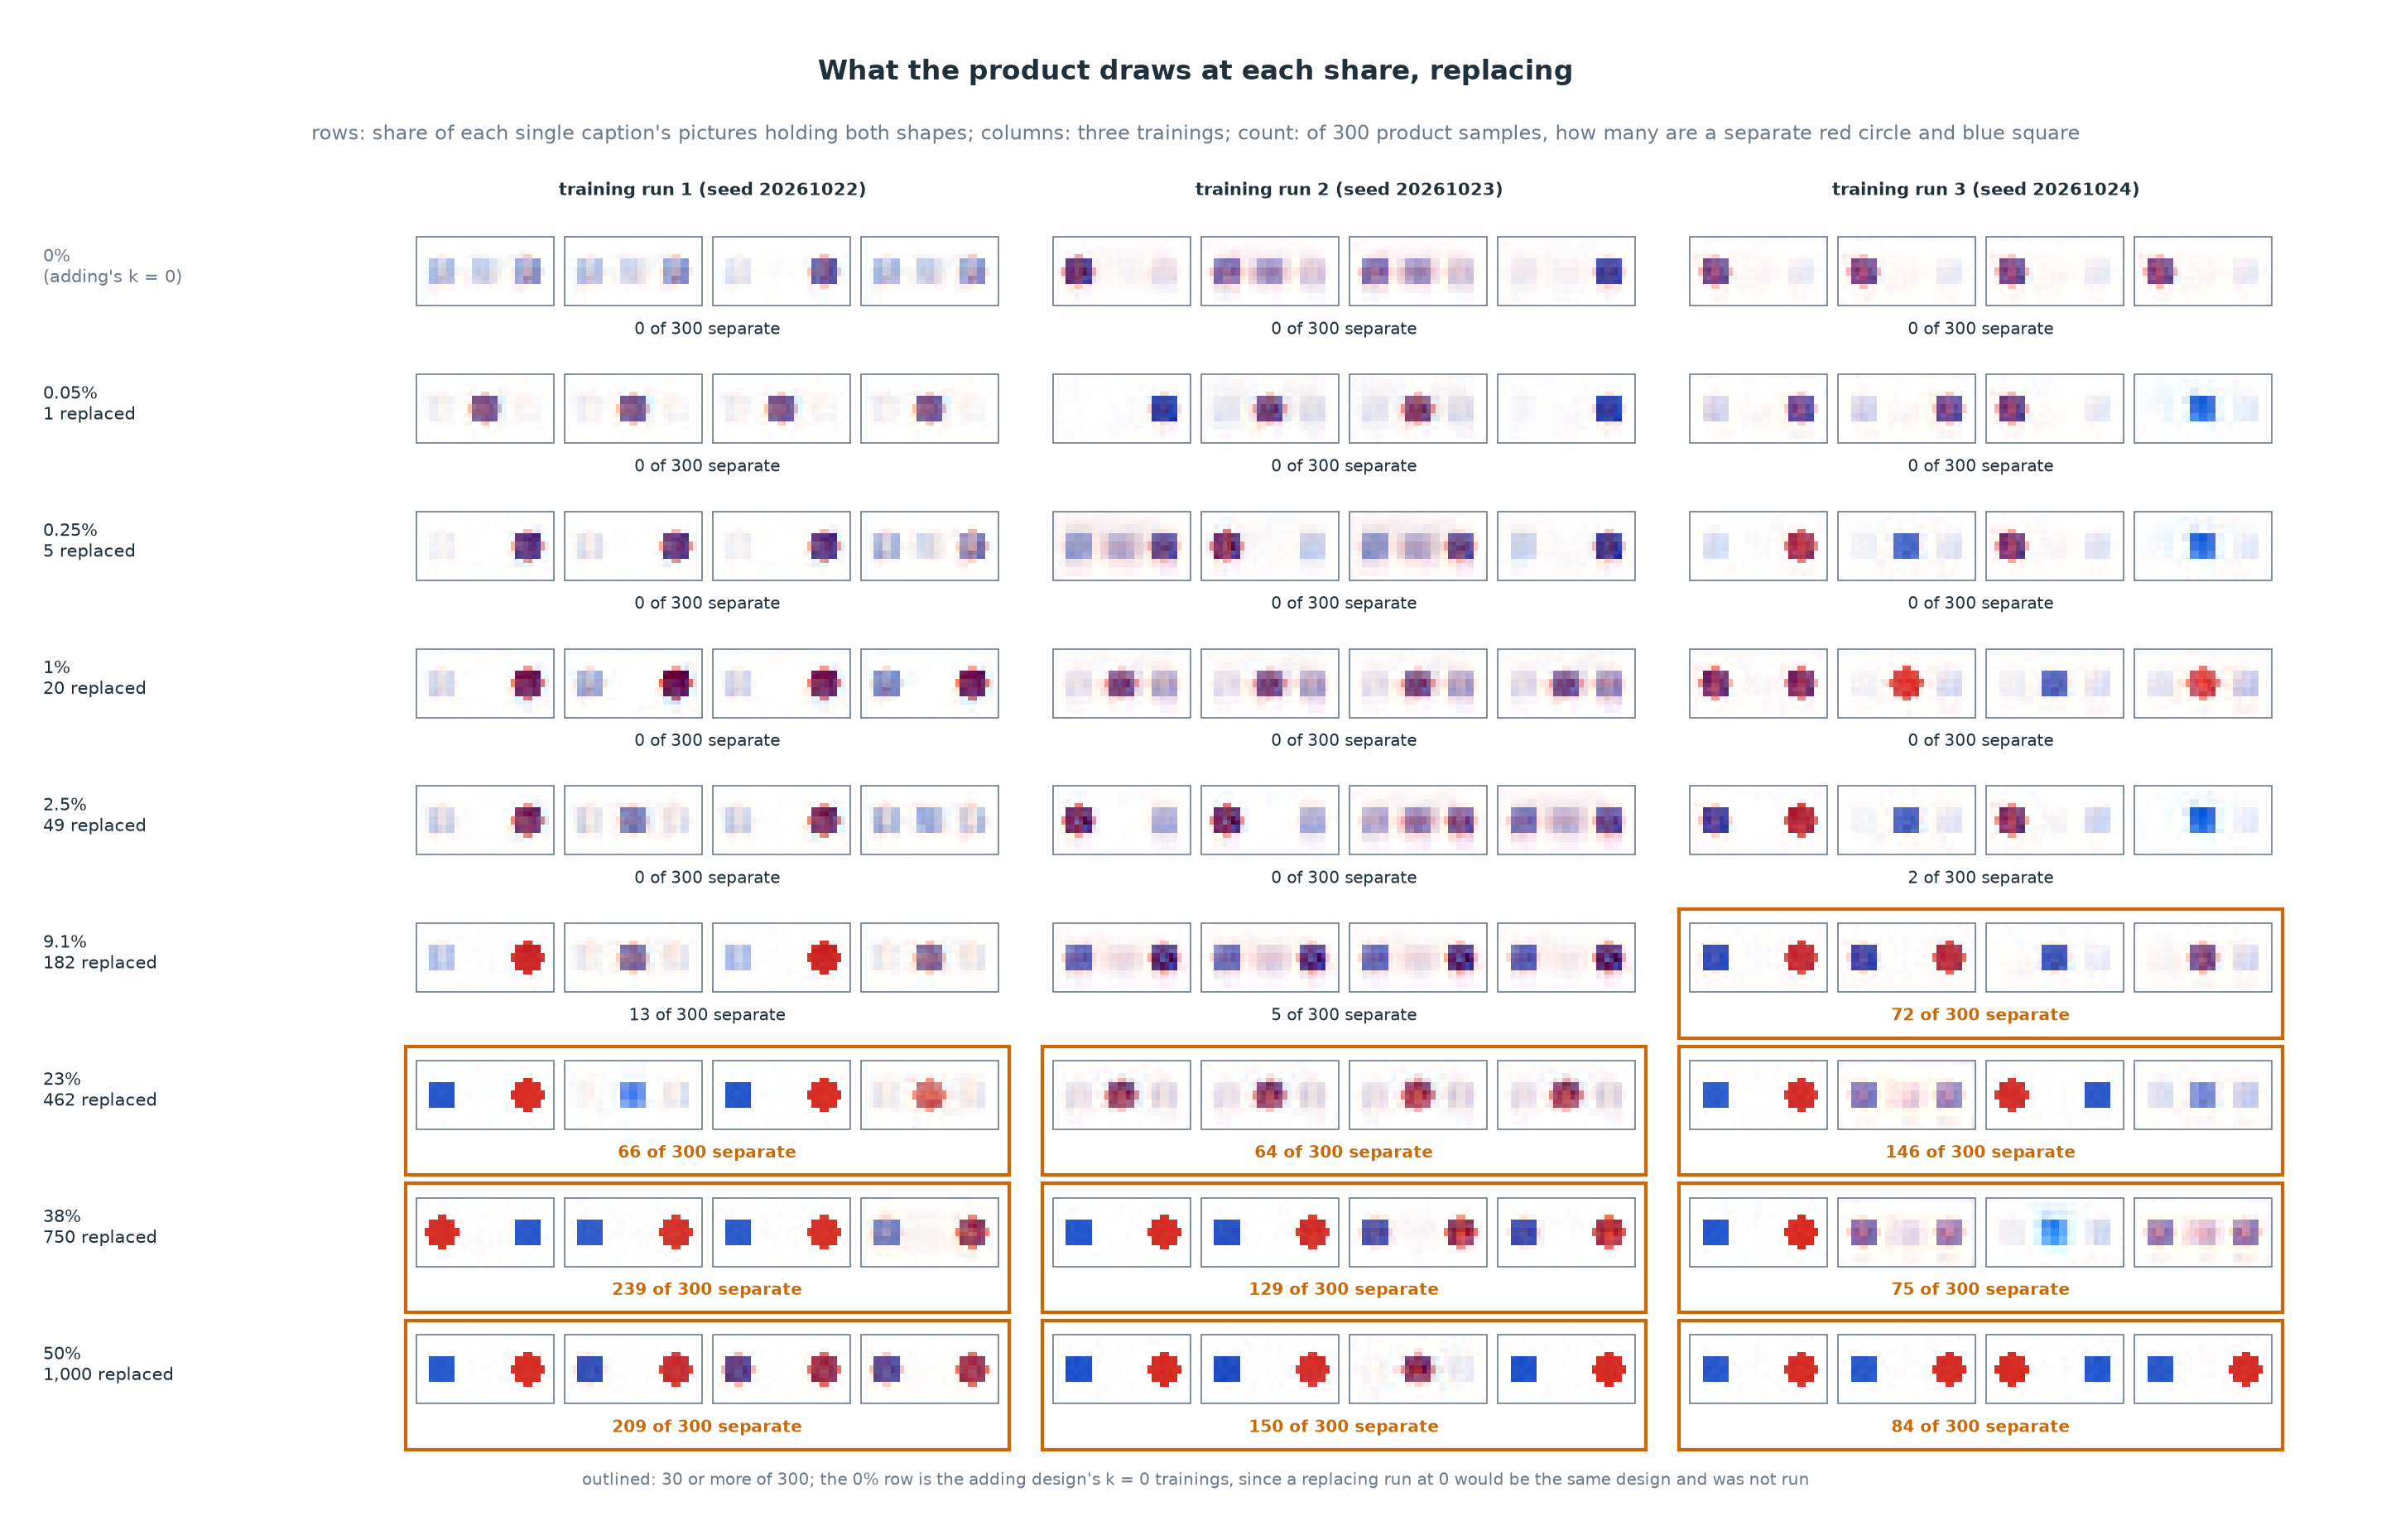 What the product draws at each share, replacing
rows: share of each single caption's pictures holding both shapes; columns: three trainings; count: of 300 product samples, how many are a separate red circle and blue square
training run 1 (seed 20261022)
training run 2 (seed 20261023)
training run 3 (seed 20261024)
0%
(adding's k = 0)
0 of 300 separate
0 of 300 separate
0 of 300 separate
0.05%
1 replaced
0 of 300 separate
0 of 300 separate
0 of 300 separate
0.25%
5 replaced
0 of 300 separate
0 of 300 separate
0 of 300 separate
1%
20 replaced
0 of 300 separate
0 of 300 separate
0 of 300 separate
2.5%
49 replaced
0 of 300 separate
0 of 300 separate
2 of 300 separate
9.1%
182 replaced
13 of 300 separate
5 of 300 separate
72 of 300 separate
23%
462 replaced
66 of 300 separate
64 of 300 separate
146 of 300 separate
38%
750 replaced
239 of 300 separate
129 of 300 separate
75 of 300 separate
50%
1,000 replaced
209 of 300 separate
150 of 300 separate
84 of 300 separate
outlined: 30 or more of 300; the 0% row is the adding design's k = 0 trainings, since a replacing run at 0 would be the same design and was not run